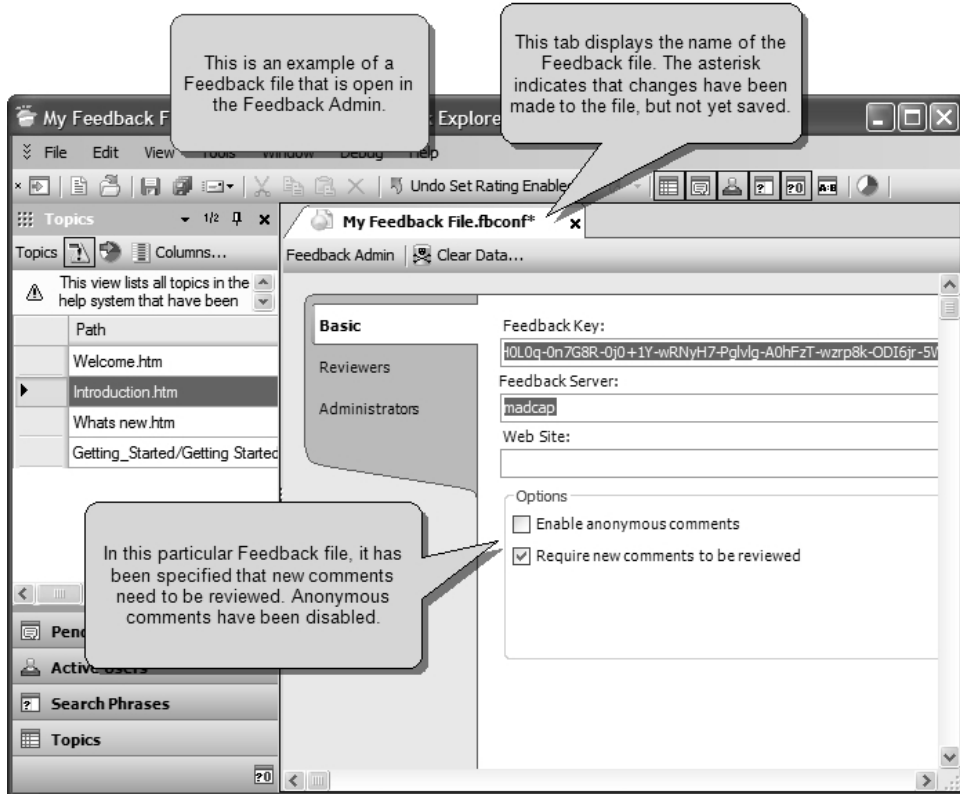 This is an example of a
Feedback file that is open in
the Feedback Admin.
This tab displays the name of the
Feedback file. The asterisk
indicates that changes have been
made to the file, but not yet saved.
My Feedback F
Explore
File Edit View Tools Window Debug Help
Undo Set Rating Enable
Topics 1/2
My Feedback File.fbconf*
Topics Columns...
Feedback Admin Clear Data...
This view lists all topics in the
help system that have been
Path
Welcome.htm
Introduction.htm
Whats new.htm
Getting_Started/Getting Started
Basic
Reviewers
Administrators
Feedback Key:
Feedback Server:
madcap
Web Site:
Options
Enable anonymous comments
Require new comments to be reviewed
In this particular Feedback file, it has
been specified that new comments
need to be reviewed. Anonymous
comments have been disabled.
Pend
Active Users
Search Phrases
Topics